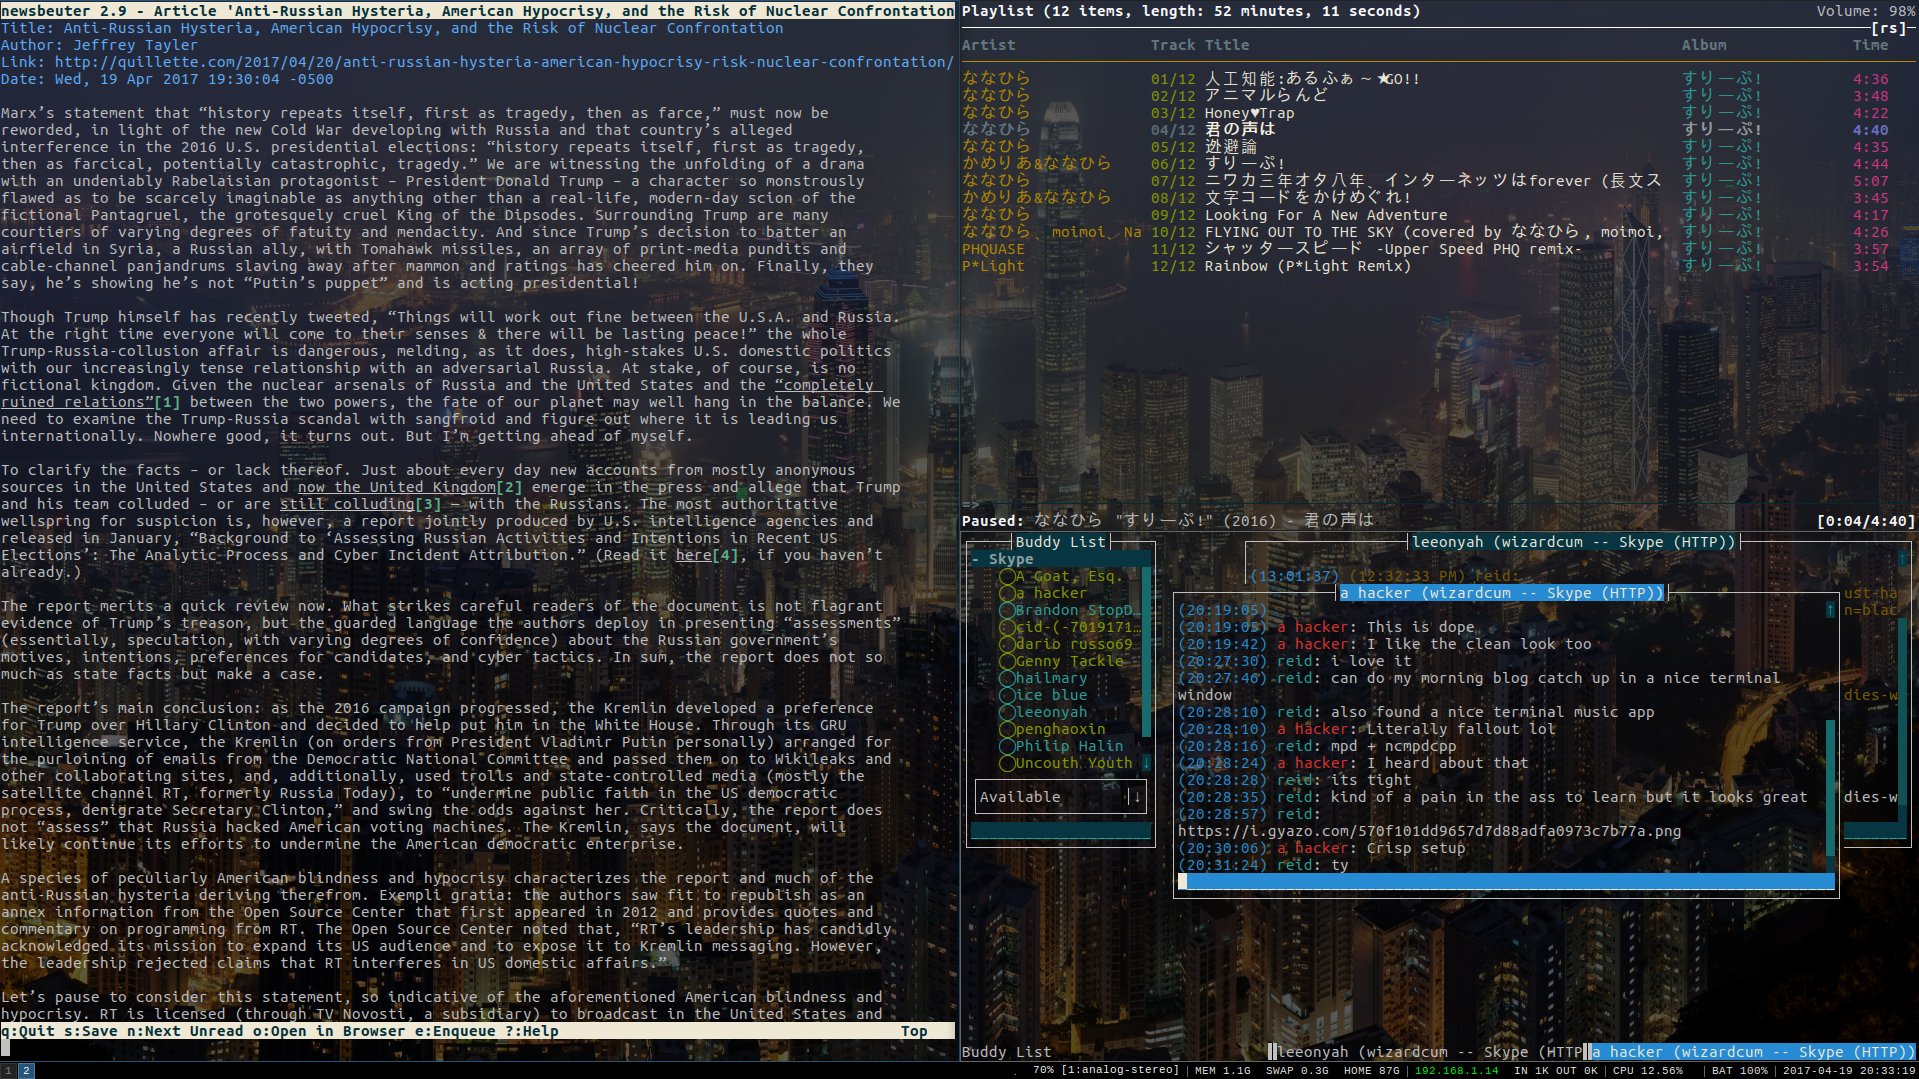 newsbeuter 2.9 - Article 'Anti-Russian Hysteria, American Hypocrisy, and the Risk of Nuclear Confrontation
Title: Anti-Russian Hysteria, American Hypocrisy, and the Risk of Nuclear Confrontation
Author: Jeffrey Tayler
Link: http://quillette.com/2017/04/20/anti-russian-hysteria-american-hypocrisy-risk-nuclear-confrontation/
Date: Wed, 19 Apr 2017 19:30:04 -0500
Marx’s statement that “history repeats itself, first as tragedy, then as farce,” must now be
reworded, in light of the new Cold War developing with Russia and that country’s alleged
interference in the 2016 U.S. presidential elections: “history repeats itself, first as tragedy,
then as farcical, potentially catastrophic, tragedy.” We are witnessing the unfolding of a drama
with an undeniably Rabelaisian protagonist – President Donald Trump – a character so monstrously
flawed as to be scarcely imaginable as anything other than a real-life, modern-day scion of the
fictional Pantagruel, the grotesquely cruel King of the Dipsodes. Surrounding Trump are many
courtiers of varying degrees of fatuity and mendacity. And since Trump’s decision to batter an
airfield in Syria, a Russian ally, with Tomahawk missiles, an array of print-media pundits and
cable-channel panjandrums slaving away after mammon and ratings has cheered him on. Finally, they
say, he’s showing he’s not “Putin’s puppet” and is acting presidential!
Though Trump himself has recently tweeted, “Things will work out fine between the U.S.A. and Russia.
At the right time everyone will come to their senses & there will be lasting peace!” the whole
Trump-Russia-collusion affair is dangerous, melding, as it does, high-stakes U.S. domestic politics
with our increasingly tense relationship with an adversarial Russia. At stake, of course, is no
fictional kingdom. Given the nuclear arsenals of Russia and the United States and the “completely
ruined relations”[1] between the two powers, the fate of our planet may well hang in the balance. We
need to examine the Trump-Russia scandal with sangfroid and figure out where it is leading us
internationally. Nowhere good, it turns out. But I’m getting ahead of myself.
To clarify the facts – or lack thereof. Just about every day new accounts from mostly anonymous
sources in the United States and now the United Kingdom[2] emerge in the press and allege that Trump
and his team colluded – or are still colluding[3] – with the Russians. The most authoritative
wellspring for suspicion is, however, a report jointly produced by U.S. intelligence agencies and
released in January, “Background to ‘Assessing Russian Activities and Intentions in Recent US
Elections’: The Analytic Process and Cyber Incident Attribution.” (Read it here[4], if you haven’t
already.)
The report merits a quick review now. What strikes careful readers of the document is not flagrant
evidence of Trump’s treason, but the guarded language the authors deploy in presenting “assessments”
(essentially, speculation, with varying degrees of confidence) about the Russian government’s
motives, intentions, preferences for candidates, and cyber tactics. In sum, the report does not so
much as state facts but make a case.
The report’s main conclusion: as the 2016 campaign progressed, the Kremlin developed a preference
for Trump over Hillary Clinton and decided to help put him in the White House. Through its GRU
intelligence service, the Kremlin (on orders from President Vladimir Putin personally) arranged for
the purloining of emails from the Democratic National Committee and passed them on to Wikileaks and
other collaborating sites, and, additionally, used trolls and state-controlled media (mostly the
satellite channel RT, formerly Russia Today), to “undermine public faith in the US democratic
process, denigrate Secretary Clinton,” and swing the odds against her. Critically, the report does
not “assess” that Russia hacked American voting machines. The Kremlin, says the document, will
likely continue its efforts to undermine the American democratic enterprise.
A species of peculiarly American blindness and hypocrisy characterizes the report and much of the
anti-Russian hysteria deriving therefrom. Exempli gratia: the authors saw fit to republish as an
annex information from the Open Source Center that first appeared in 2012 and provides quotes and
commentary on programming from RT. The Open Source Center noted that, “RT’s leadership has candidly
acknowledged its mission to expand its US audience and to expose it to Kremlin messaging. However,
the leadership rejected claims that RT interferes in US domestic affairs.”
Let’s pause to consider this statement, so indicative of the aforementioned American blindness and
hypocrisy. RT is licensed (through TV Novosti, a subsidiary) to broadcast in the United States and
q:Quit s:Save n:Next Unread o:Open in Browser e:Enqueue ?:Help Top
Playlist (12 items, length: 52 minutes, 11 seconds) Volume: 98%
[rs]
Artist Track Title Album Time
ななひら 01/12 人工知能:あるふぁ～★GO!! すりーぷ! 4:36
ななひら 02/12 アニマルらんど すりーぷ! 3:48
ななひら 03/12 Honey♥Trap すりーぷ! 4:22
ななひら 04/12 君の声は すりーぷ! 4:40
ななひら 05/12 逃避論 すりーぷ! 4:35
かめりあ&ななひら 06/12 すりーぷ! すりーぷ! 4:44
ななひら 07/12 ニワカ三年オタ八年、インターネッツはforever (長文ス すりーぷ! 5:07
かめりあ&ななひら 08/12 文字コードをかけめぐれ! すりーぷ! 3:45
ななひら 09/12 Looking For A New Adventure すりーぷ! 4:17
ななひら、moimoi、Na 10/12 FLYING OUT TO THE SKY (covered by ななひら, moimoi, すりーぷ! 4:26
PHQUASE 11/12 シャッタースピード -Upper Speed PHQ remix- すりーぷ! 3:57
P*Light 12/12 Rainbow (P*Light Remix) すりーぷ! 3:54
=>
Paused: ななひら "すりーぷ!" (2016) - 君の声は [0:04/4:40]
Buddy List
- Skype
A Goat, Esq.
a hacker
Brandon StopD…
cid-(-7019171…
dario russo69
Genny Tackle
hailmary
ice blue
leeonyah
penghaoxin
Philip Halin
Uncouth Youth ↓
Available ↓
leeonyah (wizardcum -- Skype (HTTP))
(13:01:37) (12:32:33 PM) reid:
ust-ha
n=blac
dies-w
dies-w
a hacker (wizardcum -- Skype (HTTP))
(20:19:05)
(20:19:05) a hacker: This is dope
(20:19:42) a hacker: I like the clean look too
(20:27:30) reid: i love it
(20:27:46) reid: can do my morning blog catch up in a nice terminal
window
(20:28:10) reid: also found a nice terminal music app
(20:28:10) a hacker: Literally fallout lol
(20:28:16) reid: mpd + ncmpdcpp
(20:28:24) a hacker: I heard about that
(20:28:28) reid: its tight
(20:28:35) reid: kind of a pain in the ass to learn but it looks great
(20:28:57) reid:
https://i.gyazo.com/570f101dd9657d7d88adfa0973c7b77a.png
(20:30:06) a hacker: Crisp setup
(20:31:24) reid: ty
Buddy List leeonyah (wizardcum -- Skype (HTTP a hacker (wizardcum -- Skype (HTTP))
1 2 70% [1:analog-stereo] | MEM 1.1G SWAP 0.3G HOME 87G | 192.168.1.14 IN 1K OUT 0K | CPU 12.56% | BAT 100% | 2017-04-19 20:33:19